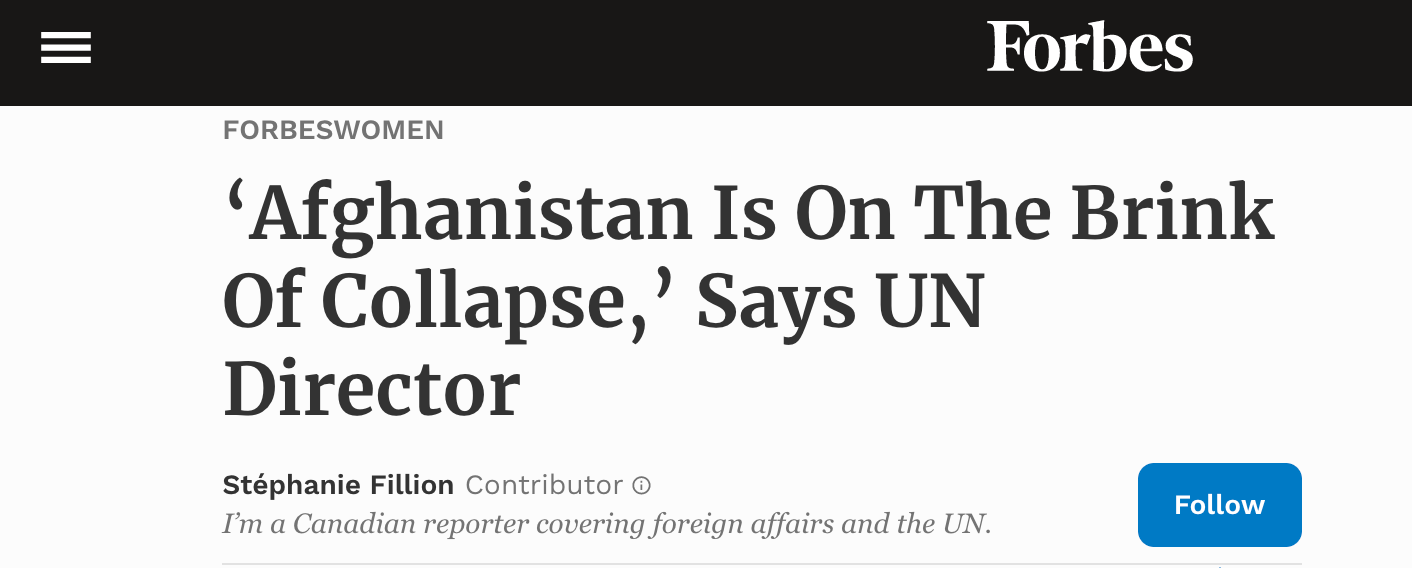 Forbes
FORBESWOMEN
‘Afghanistan Is On The Brink
Of Collapse,’ Says UN
Director
Stéphanie Fillion Contributor
I’m a Canadian reporter covering foreign affairs and the UN.
Follow